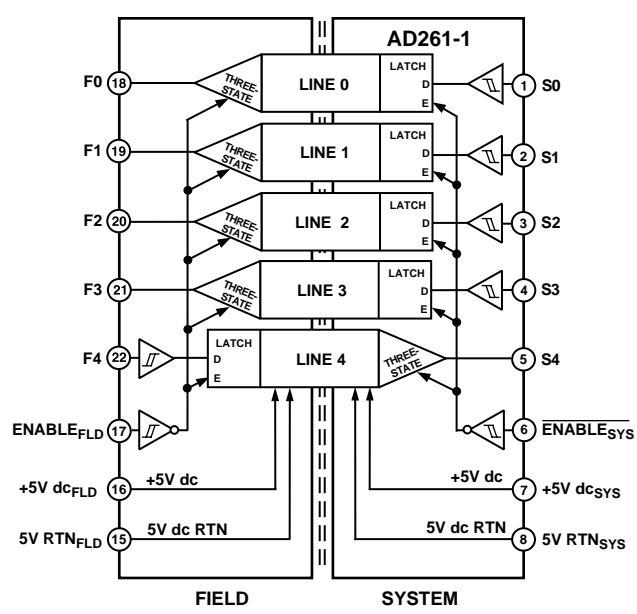 AD261-1
F0 18 THREE-STATE LINE 0 LATCH D E 1 S0
F1 19 THREE-STATE LINE 1 LATCH D E 2 S1
F2 20 THREE-STATE LINE 2 LATCH D E 3 S2
F3 21 THREE-STATE LINE 3 LATCH D E 4 S3
F4 22 LATCH D E LINE 4 THREE-STATE 5 S4
ENABLEFLD 17 6 ENABLESYS
+5V dcFLD 16 +5V dc +5V dc 7 +5V dcSYS
5V RTNFLD 15 5V dc RTN 5V dc RTN 8 5V RTNSYS
FIELD SYSTEM